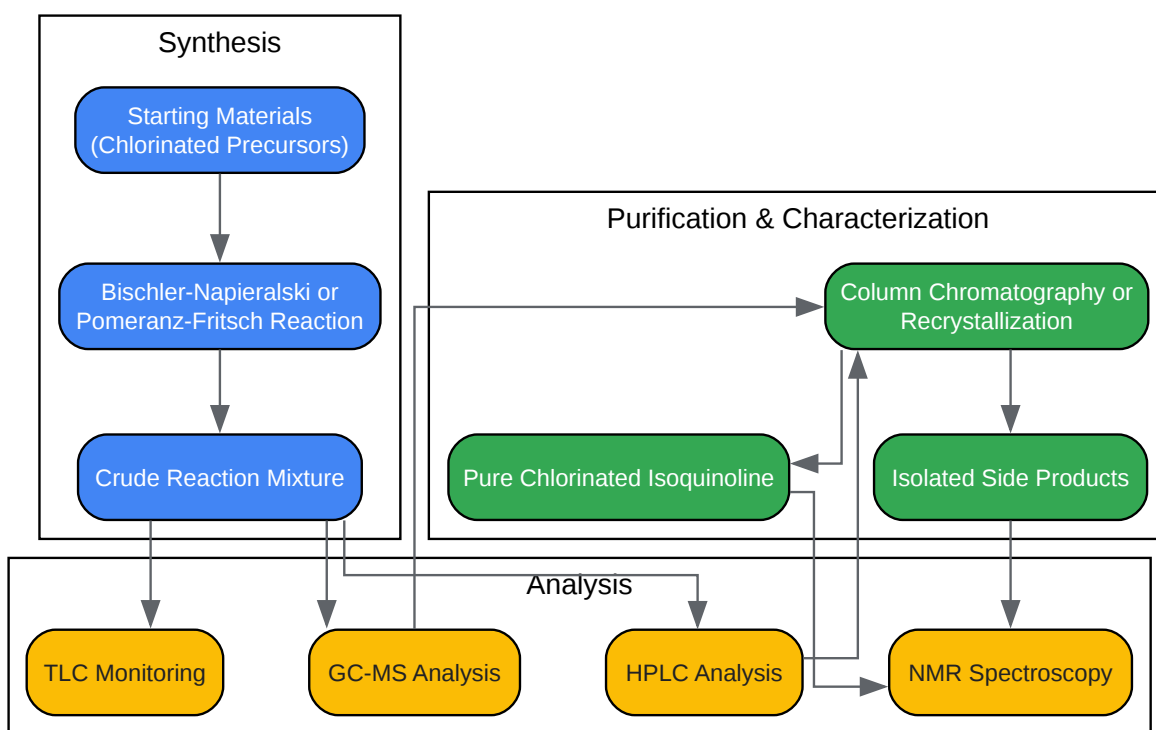 Synthesis
Starting Materials
(Chlorinated Precursors)
Bischler-Napieralski or
Pomeranz-Fritsch Reaction
Crude Reaction Mixture
Purification & Characterization
Column Chromatography or
Recrystallization
Pure Chlorinated Isoquinoline
Isolated Side Products
Analysis
TLC Monitoring
GC-MS Analysis
HPLC Analysis
NMR Spectroscopy